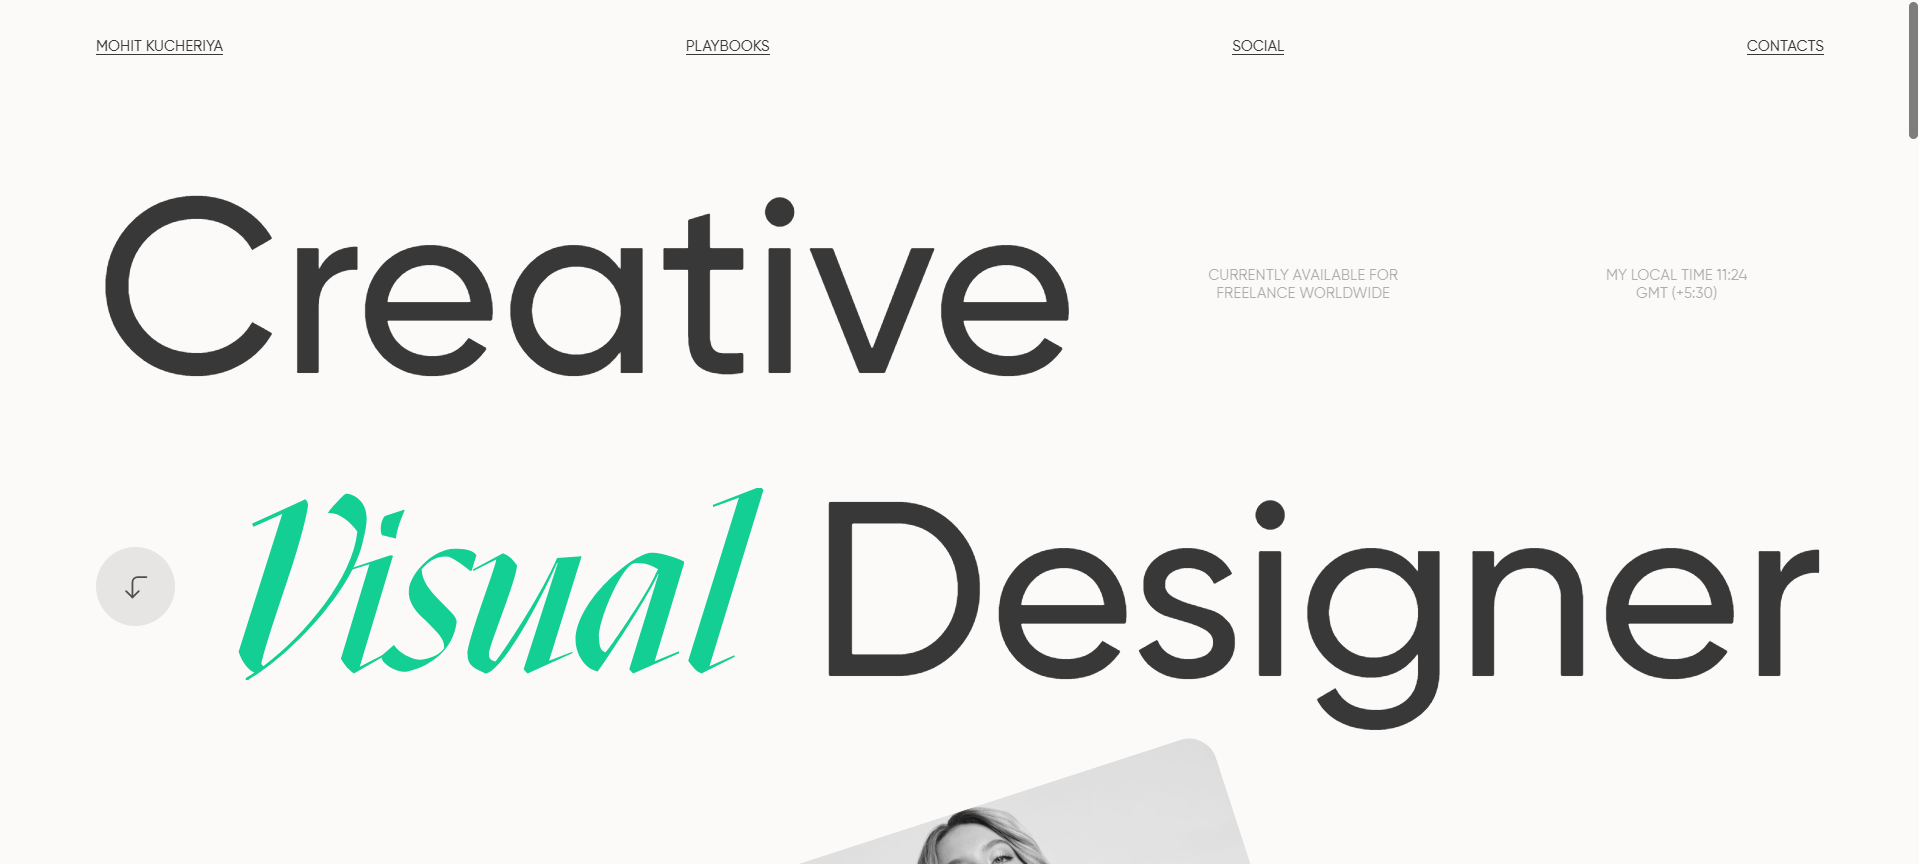 MOHIT KUCHERIYA
PLAYBOOKS
SOCIAL
CONTACTS
Creative
CURRENTLY AVAILABLE FOR
FREELANCE WORLDWIDE
MY LOCAL TIME 11:24
GMT (+5:30)
Visual Designer